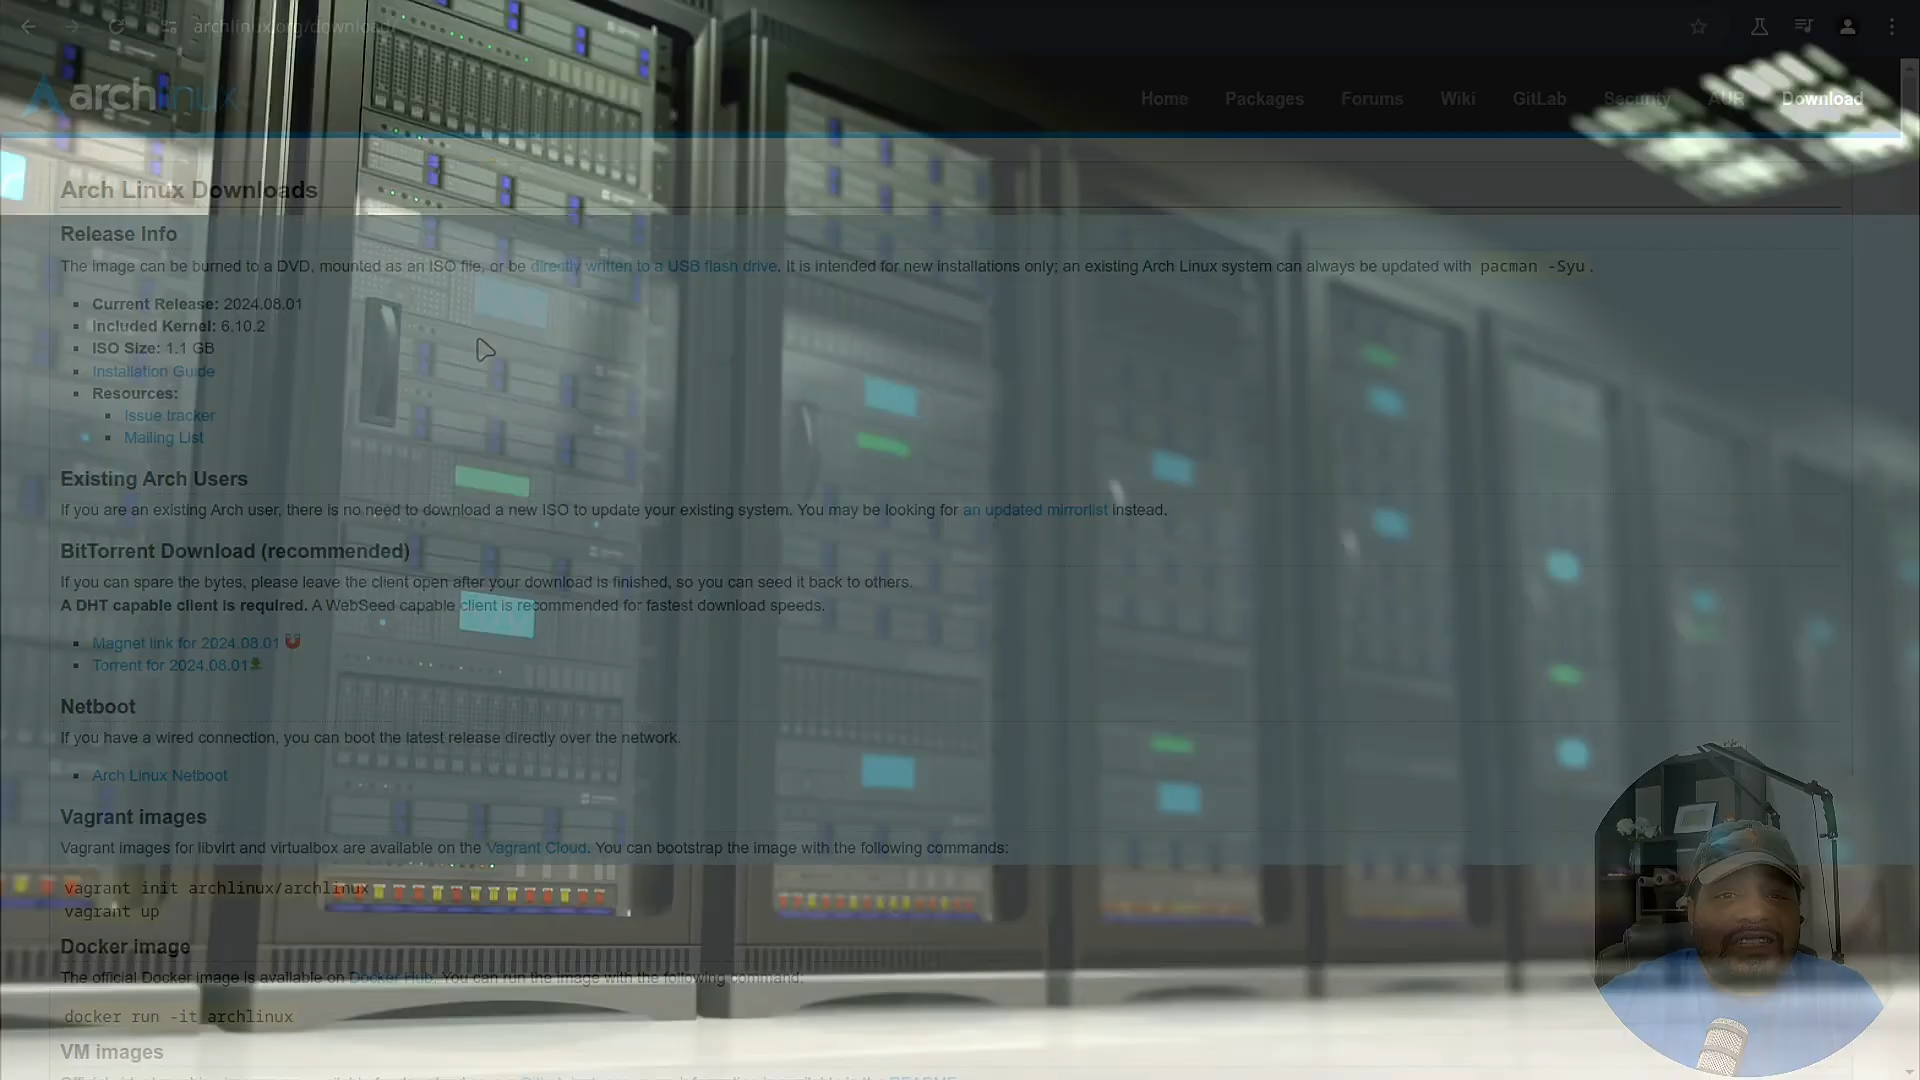 archlinux.org/download/
archlinux
Home Packages Forums Wiki GitLab Security AUR Download
Arch Linux Downloads
Release Info
The image can be burned to a DVD, mounted as an ISO file, or be directly written to a USB flash drive. It is intended for new installations only; an existing Arch Linux system can always be updated with pacman -Syu .
Current Release: 2024.08.01
Included Kernel: 6.10.2
ISO Size: 1.1 GB
Installation Guide
Resources:
Issue tracker
Mailing List
Existing Arch Users
If you are an existing Arch user, there is no need to download a new ISO to update your existing system. You may be looking for an updated mirrorlist instead.
BitTorrent Download (recommended)
If you can spare the bytes, please leave the client open after your download is finished, so you can seed it back to others.
A DHT capable client is required. A WebSeed capable client is recommended for fastest download speeds.
Magnet link for 2024.08.01
Torrent for 2024.08.01
Netboot
If you have a wired connection, you can boot the latest release directly over the network.
Arch Linux Netboot
Vagrant images
Vagrant images for libvirt and virtualbox are available on the Vagrant Cloud. You can bootstrap the image with the following commands:
vagrant init archlinux/archlinux
vagrant up
Docker image
The official Docker image is available on Docker Hub. You can run the image with the following command:
docker run -it archlinux
VM images